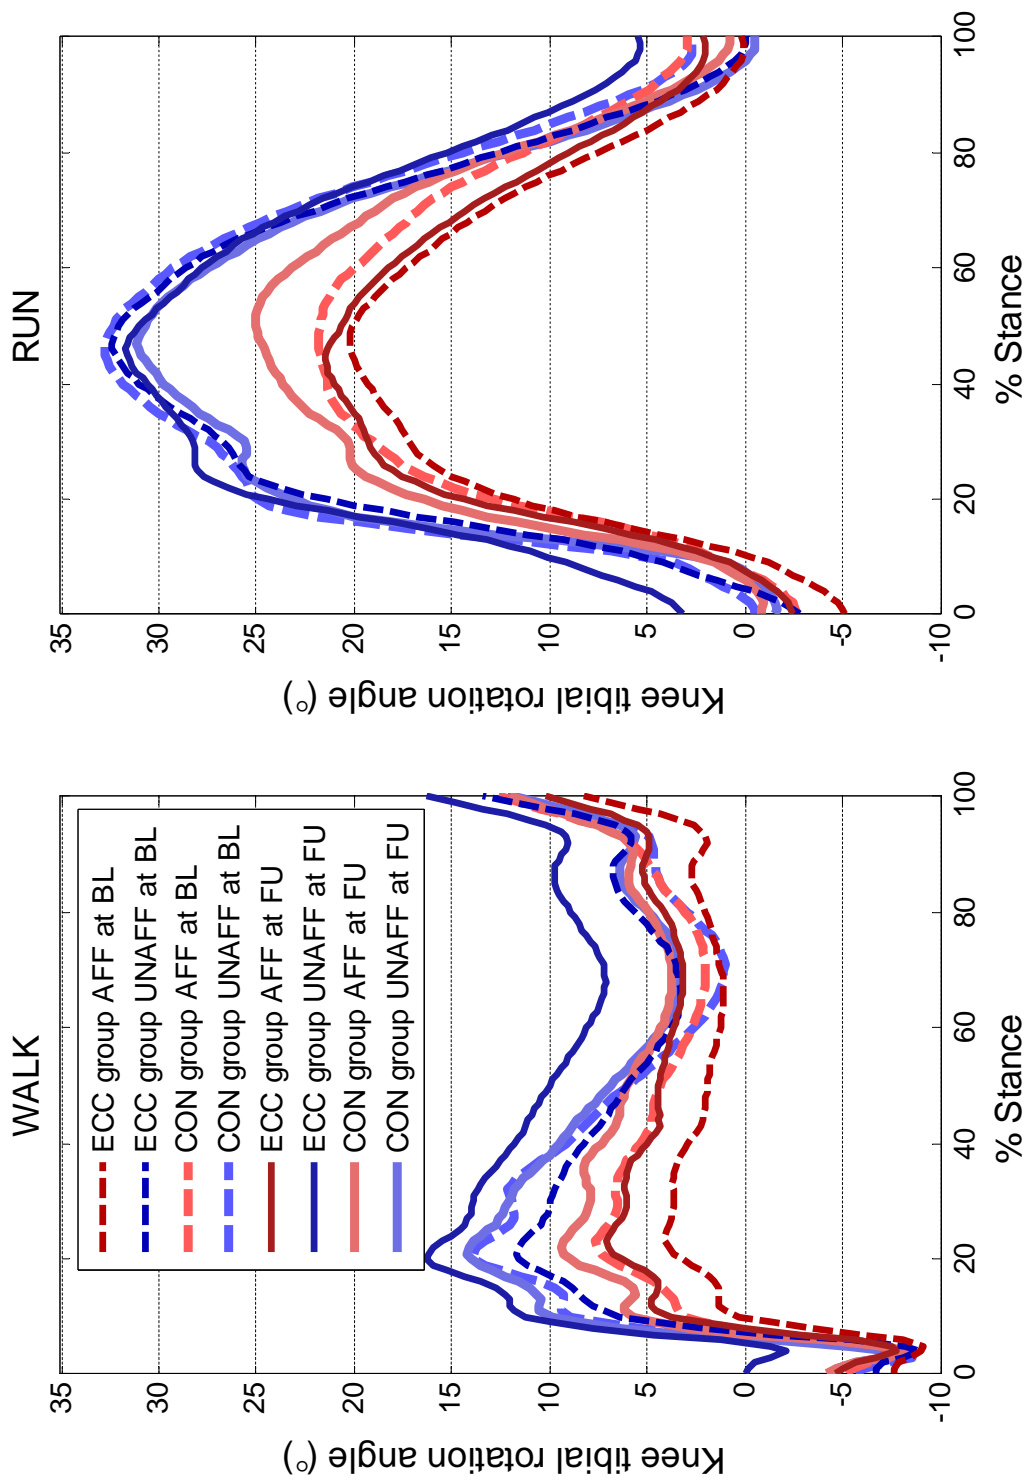 WALK
Knee tibial rotation angle (°)
35
30
25
20
15
10
5
0
-5
-10
0
20
40
60
80
100
% Stance
ECC group AFF at BL
ECC group UNAFF at BL
CON group AFF at BL
CON group UNAFF at BL
ECC group AFF at FU
ECC group UNAFF at FU
CON group AFF at FU
CON group UNAFF at FU
RUN
Knee tibial rotation angle (°)
35
30
25
20
15
10
5
0
-5
-10
0
20
40
60
80
100
% Stance